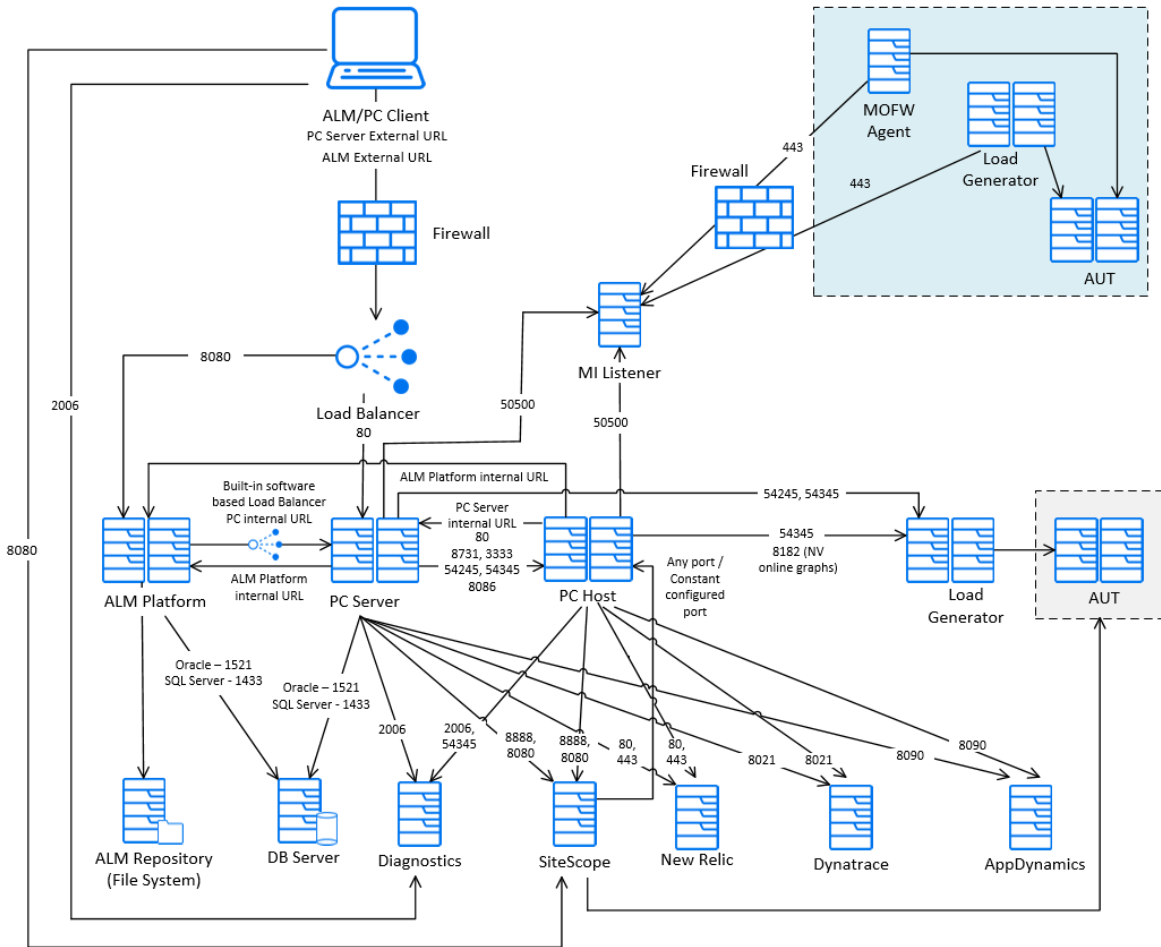 ALM/PC Client
PC Server External URL
ALM External URL
Firewall
MOFW
Agent
Load
Generator
AUT
443
443
Firewall
MI Listener
8080
Load Balancer
80
2006
50500
50500
8080
Built-in software
based Load Balancer
PC internal URL
ALM Platform internal URL
PC Server
internal URL
80
8731, 3333
54245, 54345
8086
54245, 54345
54345
8182 (NV
online graphs)
Any port /
Constant
configured
port
ALM Platform
internal URL
ALM Platform
PC Server
PC Host
Load
Generator
AUT
Oracle – 1521
SQL Server - 1433
Oracle – 1521
SQL Server - 1433
2006
2006,
54345
8888,
8080
8888,
8080
80,
443
80,
443
8021
8021
8090
8090
ALM Repository
(File System)
DB Server
Diagnostics
SiteScope
New Relic
Dynatrace
AppDynamics